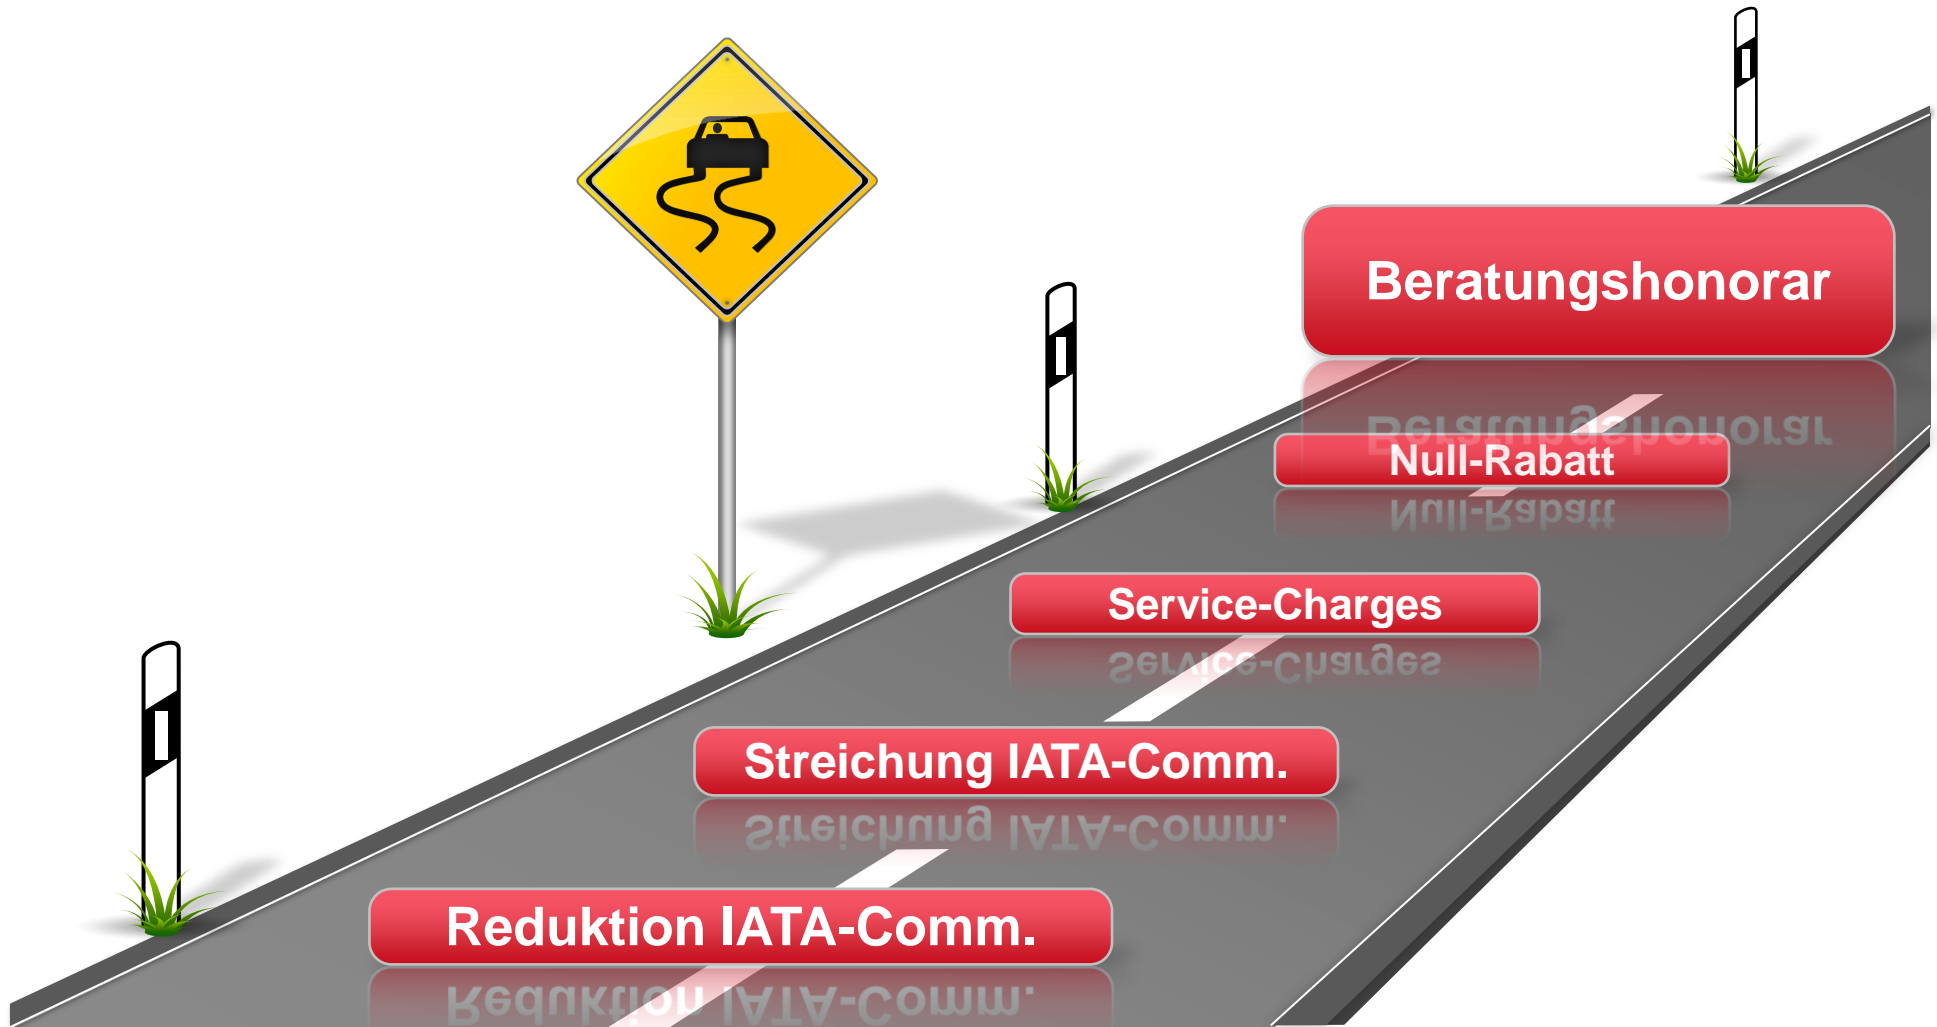 Beratungshonorar
Null-Rabatt
Service-Charges
Streichung IATA-Comm.
Reduktion IATA-Comm.